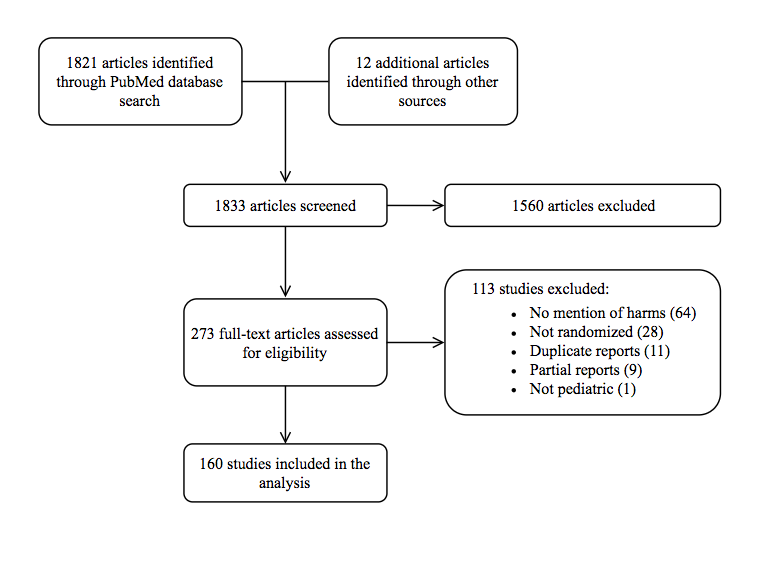 1821 articles identified
through PubMed database
search
12 additional articles
identified through other
sources
1833 articles screened
1560 articles excluded
273 full-text articles assessed
for eligibility
113 studies excluded:
• No mention of harms (64)
• Not randomized (28)
• Duplicate reports (11)
• Partial reports (9)
• Not pediatric (1)
160 studies included in the
analysis